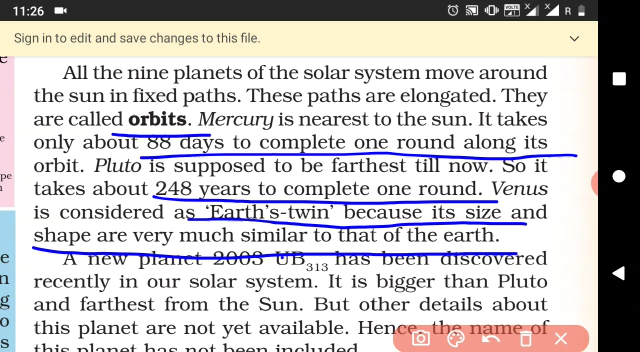 11:26
VOLTE
R
Sign in to edit and save changes to this file.
All the nine planets of the solar system move around
the sun in fixed paths. These paths are elongated. They
are called orbits. Mercury is nearest to the sun. It takes
only about 88 days to complete one round along its
orbit. Pluto is supposed to be farthest till now. So it
takes about 248 years to complete one round. Venus
is considered as ‘Earth’s-twin’ because its size and
shape are very much similar to that of the earth.
A new planet 2003 UB313 has been discovered
recently in our solar system. It is bigger than Pluto
and farthest from the Sun. But other details about
this planet are not yet available. Hence, the name of
this planet has not been included